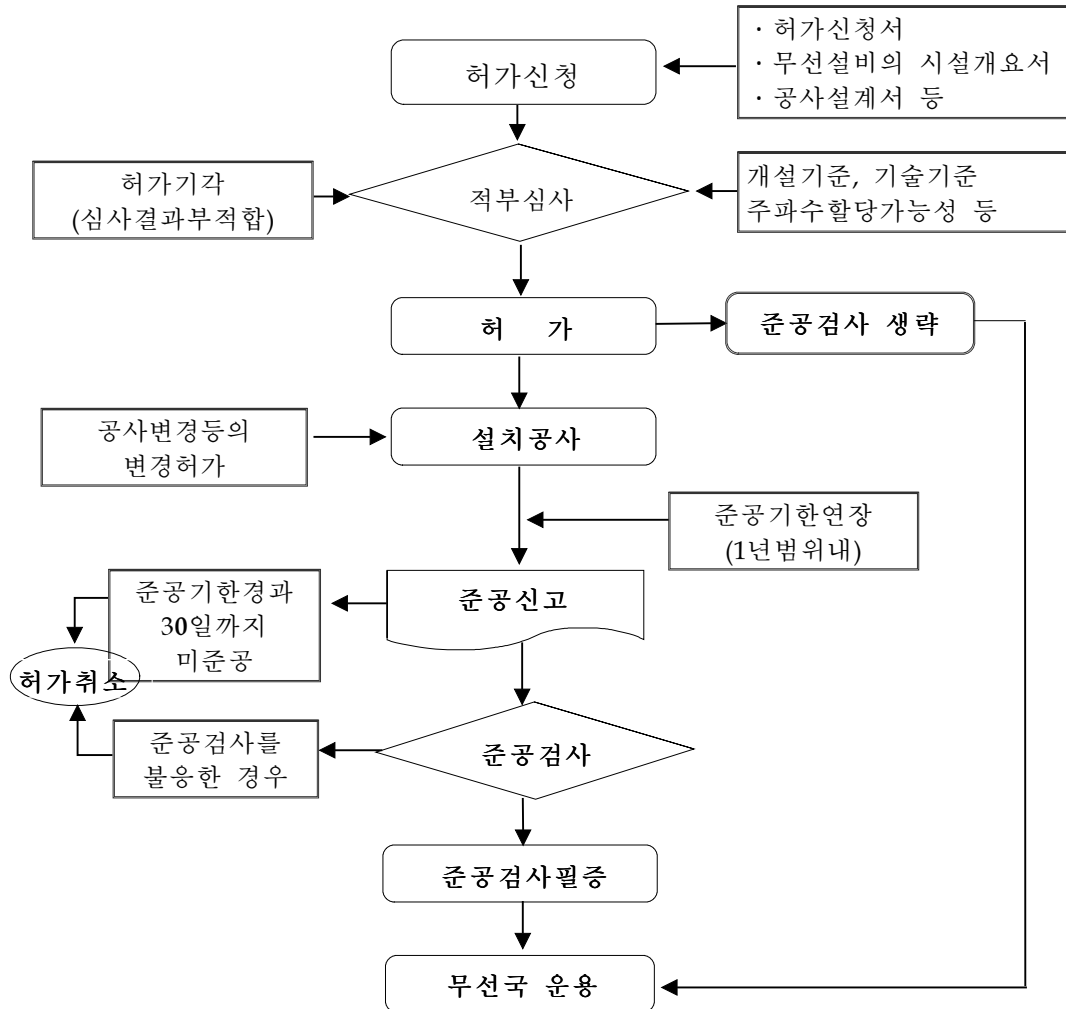 · 허가신청서
· 무선설비의 시설개요서
· 공사설계서 등
허가신청
허가기각
(심사결과부적합)
적부심사
개설기준, 기술기준
주파수할당가능성 등
허 가
준공검사 생략
공사변경등의
변경허가
설치공사
준공기한연장
(1년범위내)
준공기한경과
30일까지
미준공
준공신고
허가취소
준공검사를
불응한 경우
준공검사
준공검사필증
무선국 운용